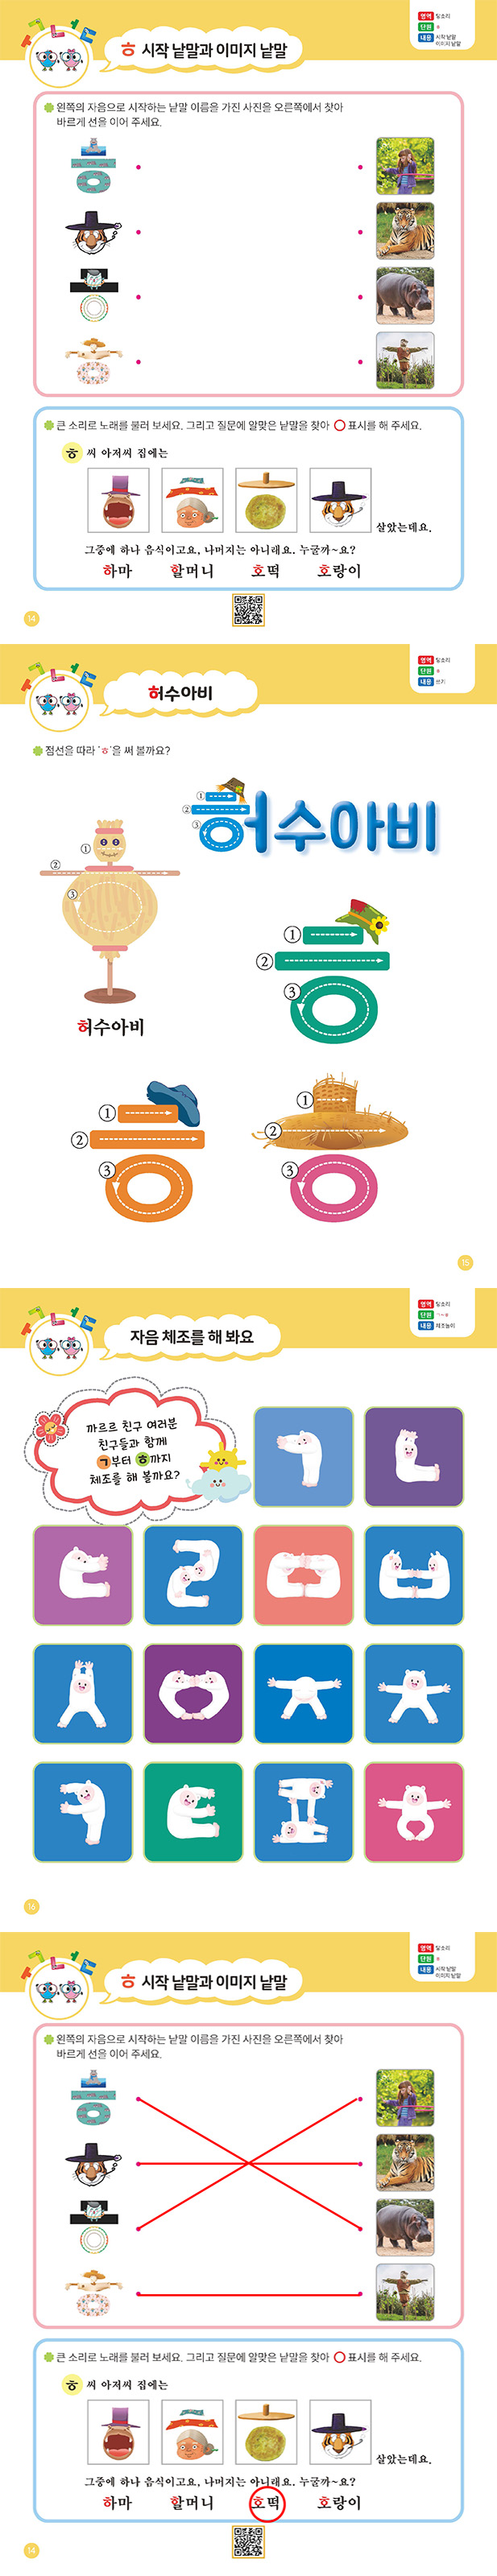 ㅎ 시작 낱말과 이미지 낱말
영역 말소리
단원 ㅎ
내용 시작 낱말
이미지 낱말
왼쪽의 자음으로 시작하는 낱말 이름을 가진 사진을 오른쪽에서 찾아
바르게 선을 이어 주세요.
큰 소리로 노래를 불러 보세요. 그리고 질문에 알맞은 낱말을 찾아 ○표시를 해 주세요.
ㅎ 씨 아저씨 집에는
살았는데요.
그중에 하나 음식이고요, 나머지는 아니래요. 누굴까~요?
하마 할머니 호떡 호랑이
14
허수아비
영역 말소리
단원 ㅎ
내용 쓰기
점선을 따라 'ㅎ'을 써 볼까요?
① ② ③ 허수아비
① ② ③
허수아비
① ② ③
① ② ③
① ② ③
15
자음 체조를 해 봐요
영역 말소리
단원 ㄱ~ㅎ
내용 체조놀이
까르르 친구 여러분
친구들과 함께
ㄱ부터 ㅎ까지
체조를 해 볼까요?
16
ㅎ 시작 낱말과 이미지 낱말
영역 말소리
단원 ㅎ
내용 시작 낱말
이미지 낱말
왼쪽의 자음으로 시작하는 낱말 이름을 가진 사진을 오른쪽에서 찾아
바르게 선을 이어 주세요.
큰 소리로 노래를 불러 보세요. 그리고 질문에 알맞은 낱말을 찾아 ○표시를 해 주세요.
ㅎ 씨 아저씨 집에는
살았는데요.
그중에 하나 음식이고요, 나머지는 아니래요. 누굴까~요?
하마 할머니 호떡 호랑이
14